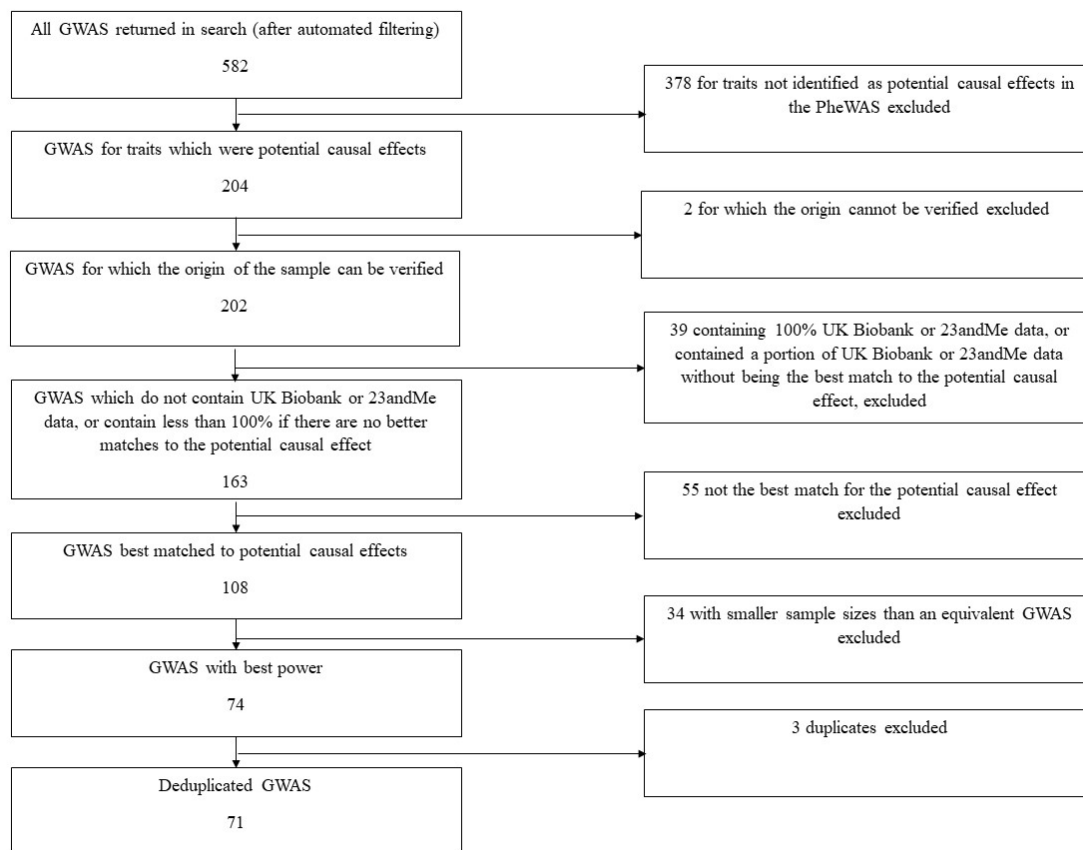 All GWAS returned in search (after automated filtering)
582
378 for traits not identified as potential causal effects in
the PheWAS excluded
GWAS for traits which were potential causal effects
204
2 for which the origin cannot be verified excluded
GWAS for which the origin of the sample can be verified
202
39 containing 100% UK Biobank or 23andMe data, or
contained a portion of UK Biobank or 23andMe data
without being the best match to the potential causal
effect, excluded
GWAS which do not contain UK Biobank or 23andMe
data, or contain less than 100% if there are no better
matches to the potential causal effect
163
55 not the best match for the potential causal effect
excluded
GWAS best matched to potential causal effects
108
34 with smaller sample sizes than an equivalent GWAS
excluded
GWAS with best power
74
3 duplicates excluded
Deduplicated GWAS
71